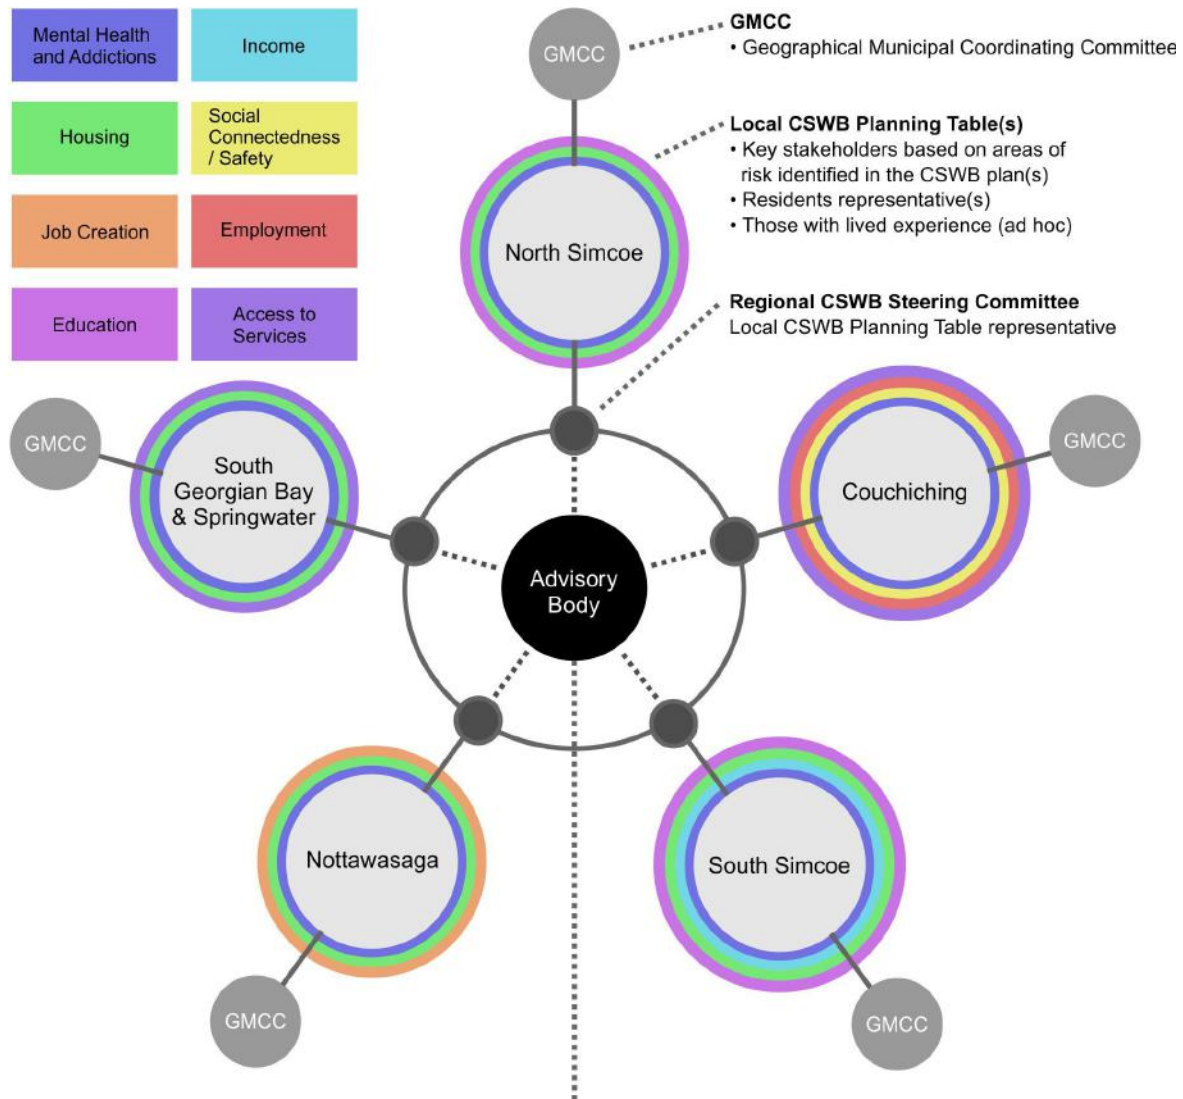 Mental Health
and Addictions
Income
Housing
Social
Connectedness
/ Safety
Job Creation
Employment
Education
Access to
Services
GMCC
GMCC
• Geographical Municipal Coordinating Committee
Local CSWB Planning Table(s)
• Key stakeholders based on areas of
risk identified in the CSWB plan(s)
• Residents representative(s)
• Those with lived experience (ad hoc)
North Simcoe
Regional CSWB Steering Committee
Local CSWB Planning Table representative
GMCC
South
Georgian Bay
& Springwater
Couchiching
GMCC
Advisory
Body
Nottawasaga
South Simcoe
GMCC
GMCC